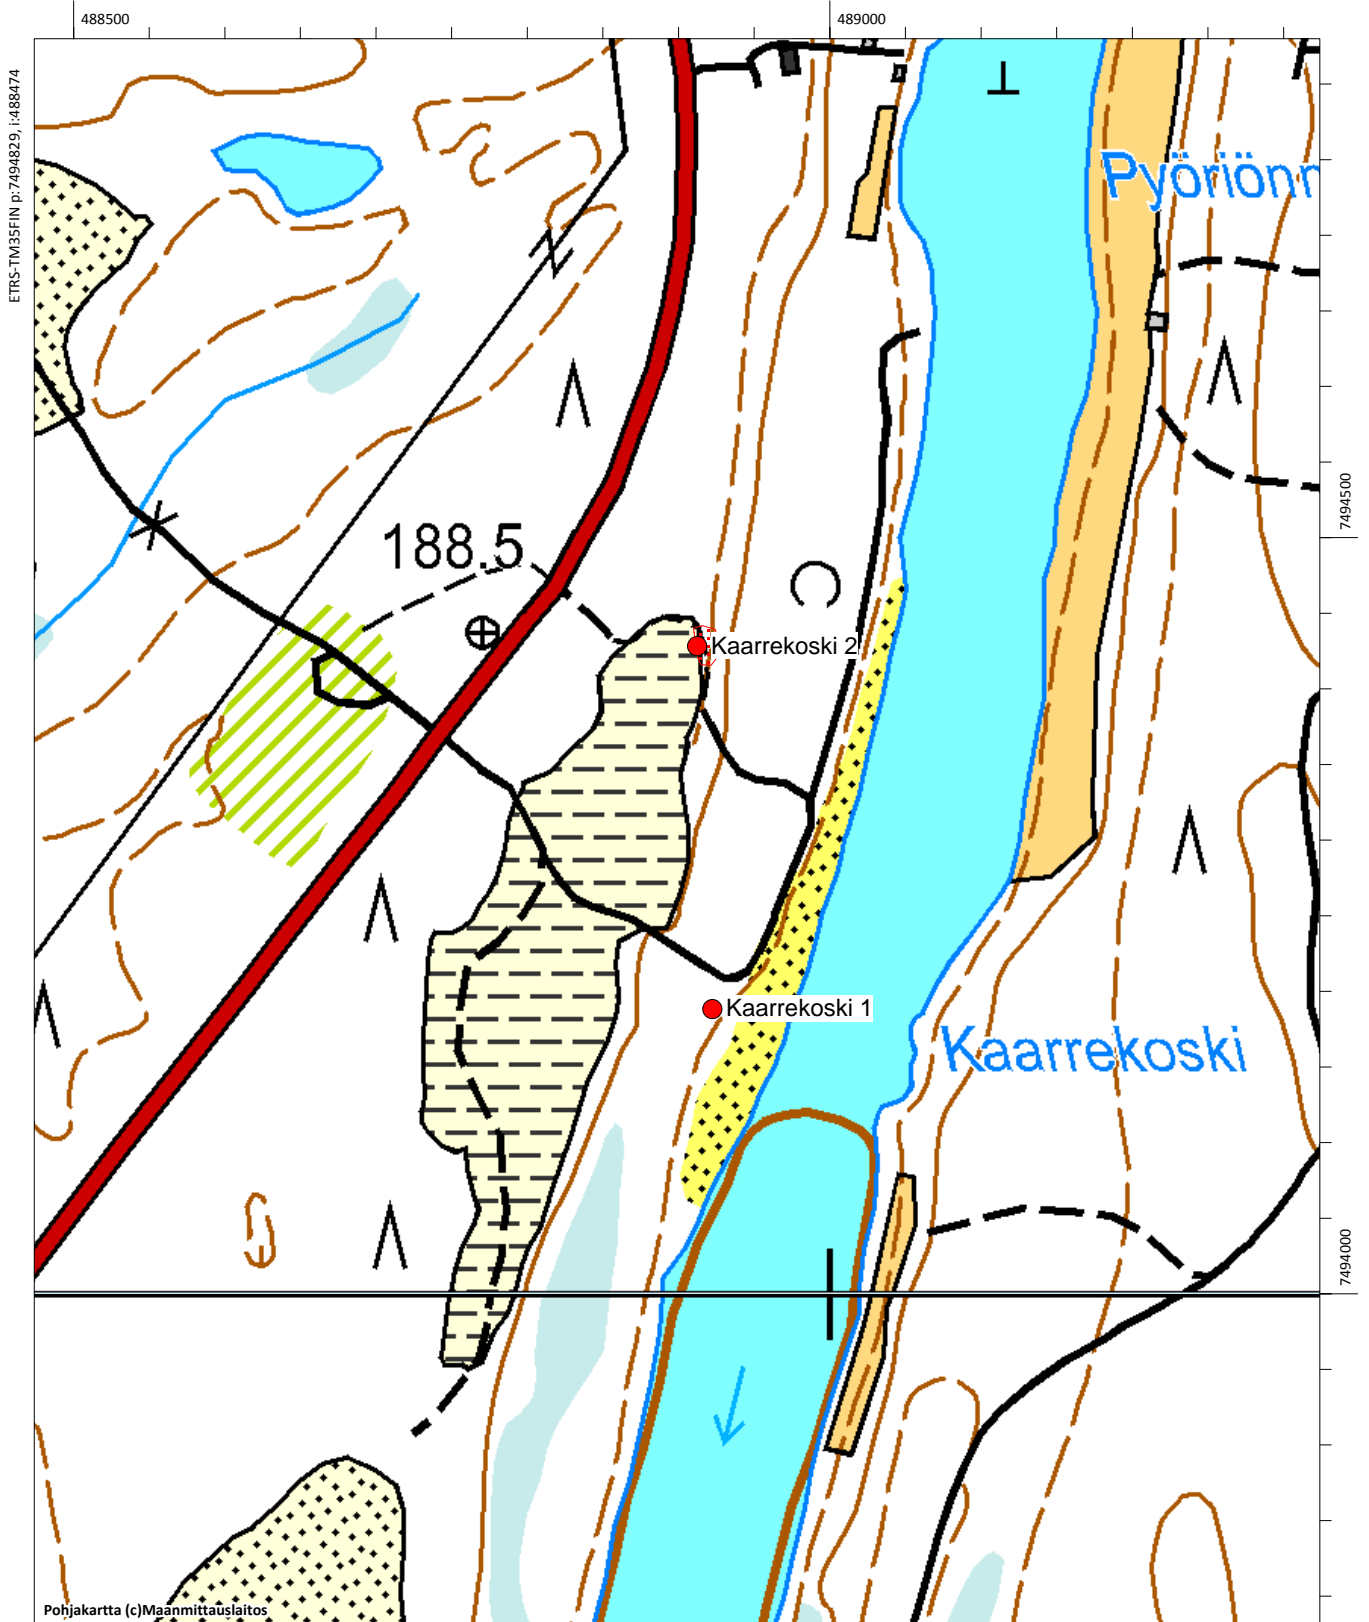 488500
489000
ETRS-TM35FIN p:7494829, i:488474
Pyöriönn
7494500
188.5
Kaarrekoski 2
Kaarrekoski 1
Kaarrekoski
7494000
Pohjakartta (c)Maanmittauslaitos